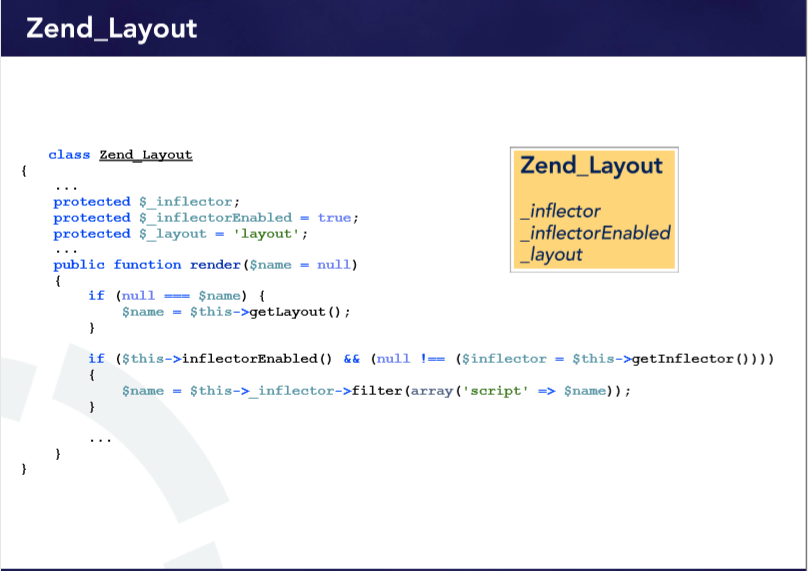 Zend_Layout
class Zend_Layout
{
...
protected $_inflector;
protected $_inflectorEnabled = true;
protected $_layout = 'layout';
...
public function render($name = null)
{
if (null === $name) {
$name = $this->getLayout();
}
if ($this->inflectorEnabled() && (null !== ($inflector = $this->getInflector())))
{
$name = $this->_inflector->filter(array('script' => $name));
}
...
}
}
Zend_Layout
_inflector
_inflectorEnabled
_layout